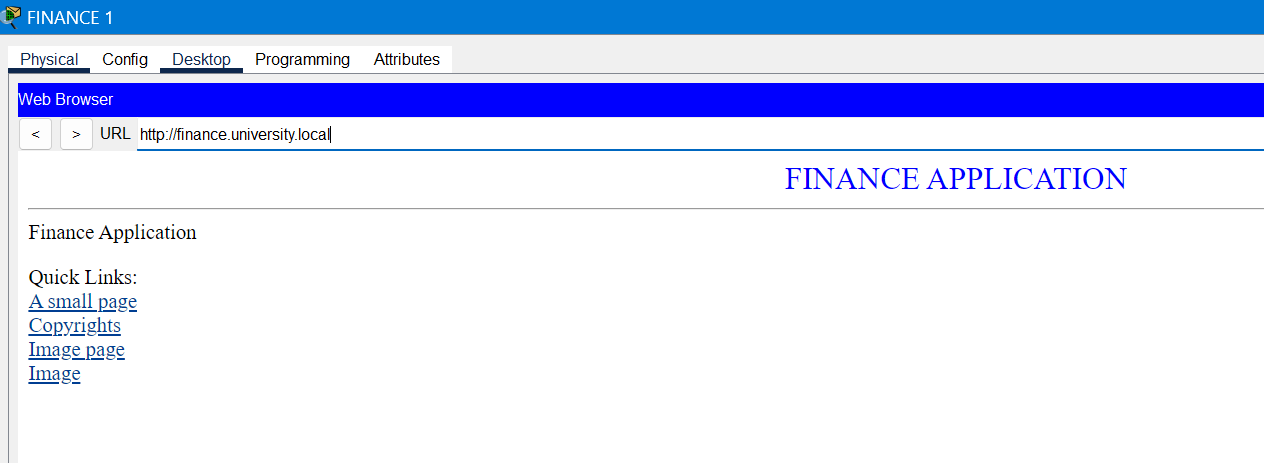 FINANCE 1
Physical Config Desktop Programming Attributes
Web Browser
< > URL http://finance.university.local
FINANCE APPLICATION
Finance Application
Quick Links:
A small page
Copyrights
Image page
Image